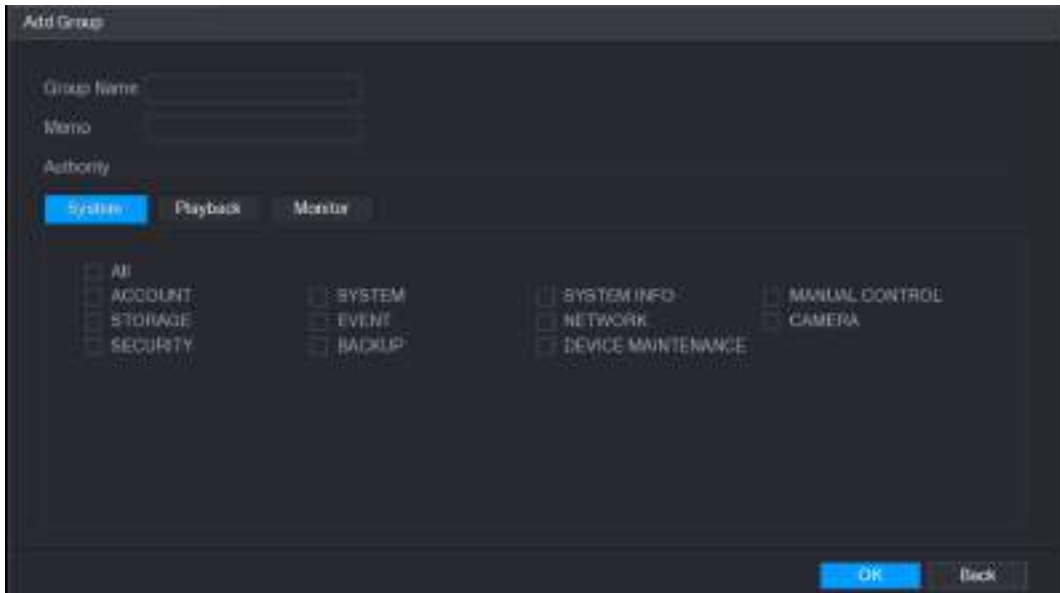 Add Group
Group Name
Memo
Authority
System Playback Monitor
All
ACCOUNT SYSTEM SYSTEM INFO MANUAL CONTROL
STORAGE EVENT NETWORK CAMERA
SECURITY BACKUP DEVICE MAINTENANCE
OK Back